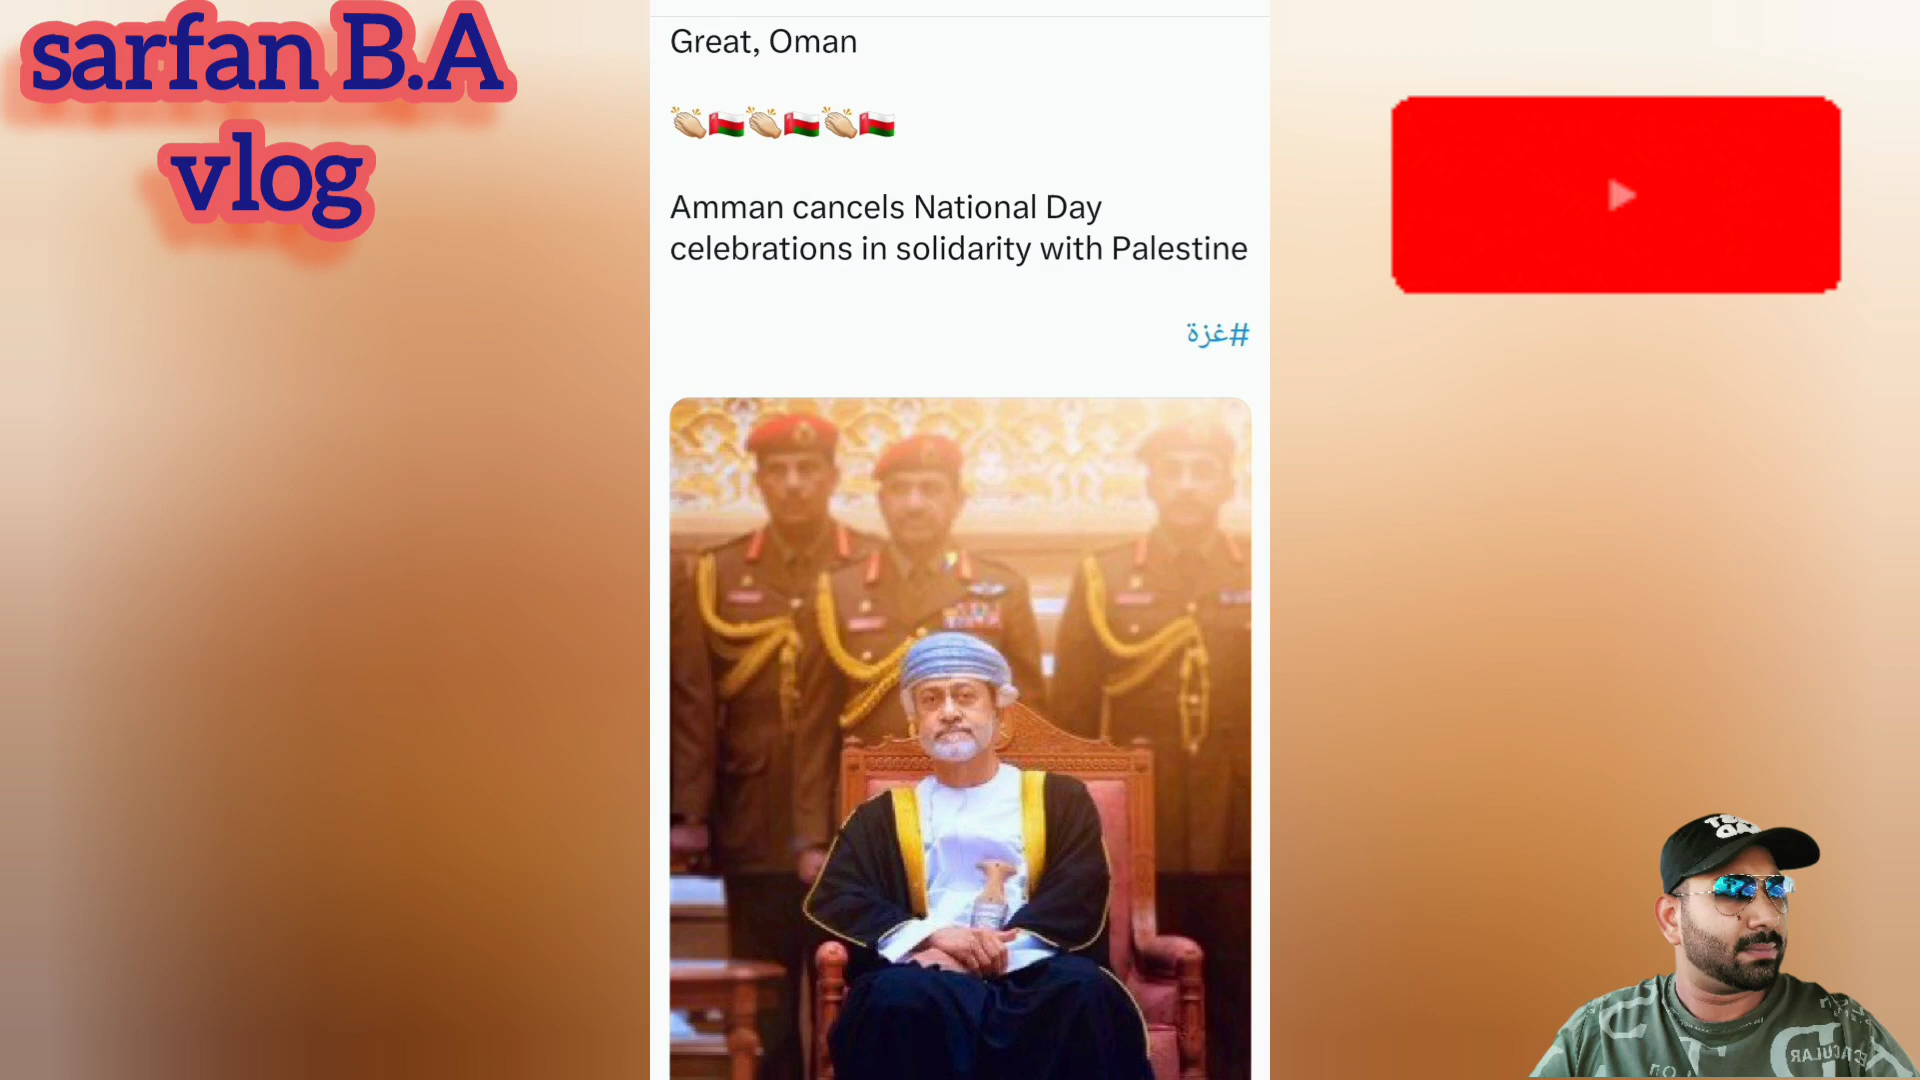 sarfan B.A
vlog
Great, Oman
Amman cancels National Day
celebrations in solidarity with Palestine
#غزة